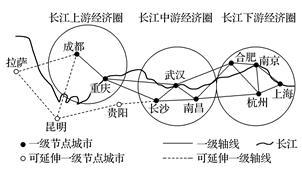 长江上游经济圈 长江中游经济圈 长江下游经济圈
成都
拉萨
重庆
武汉
合肥
南京
上海
昆明
贵阳
长沙
南昌
杭州
●一级节点城市 —一级轴线 长江
○可延伸一级节点城市 ----可延伸一级轴线